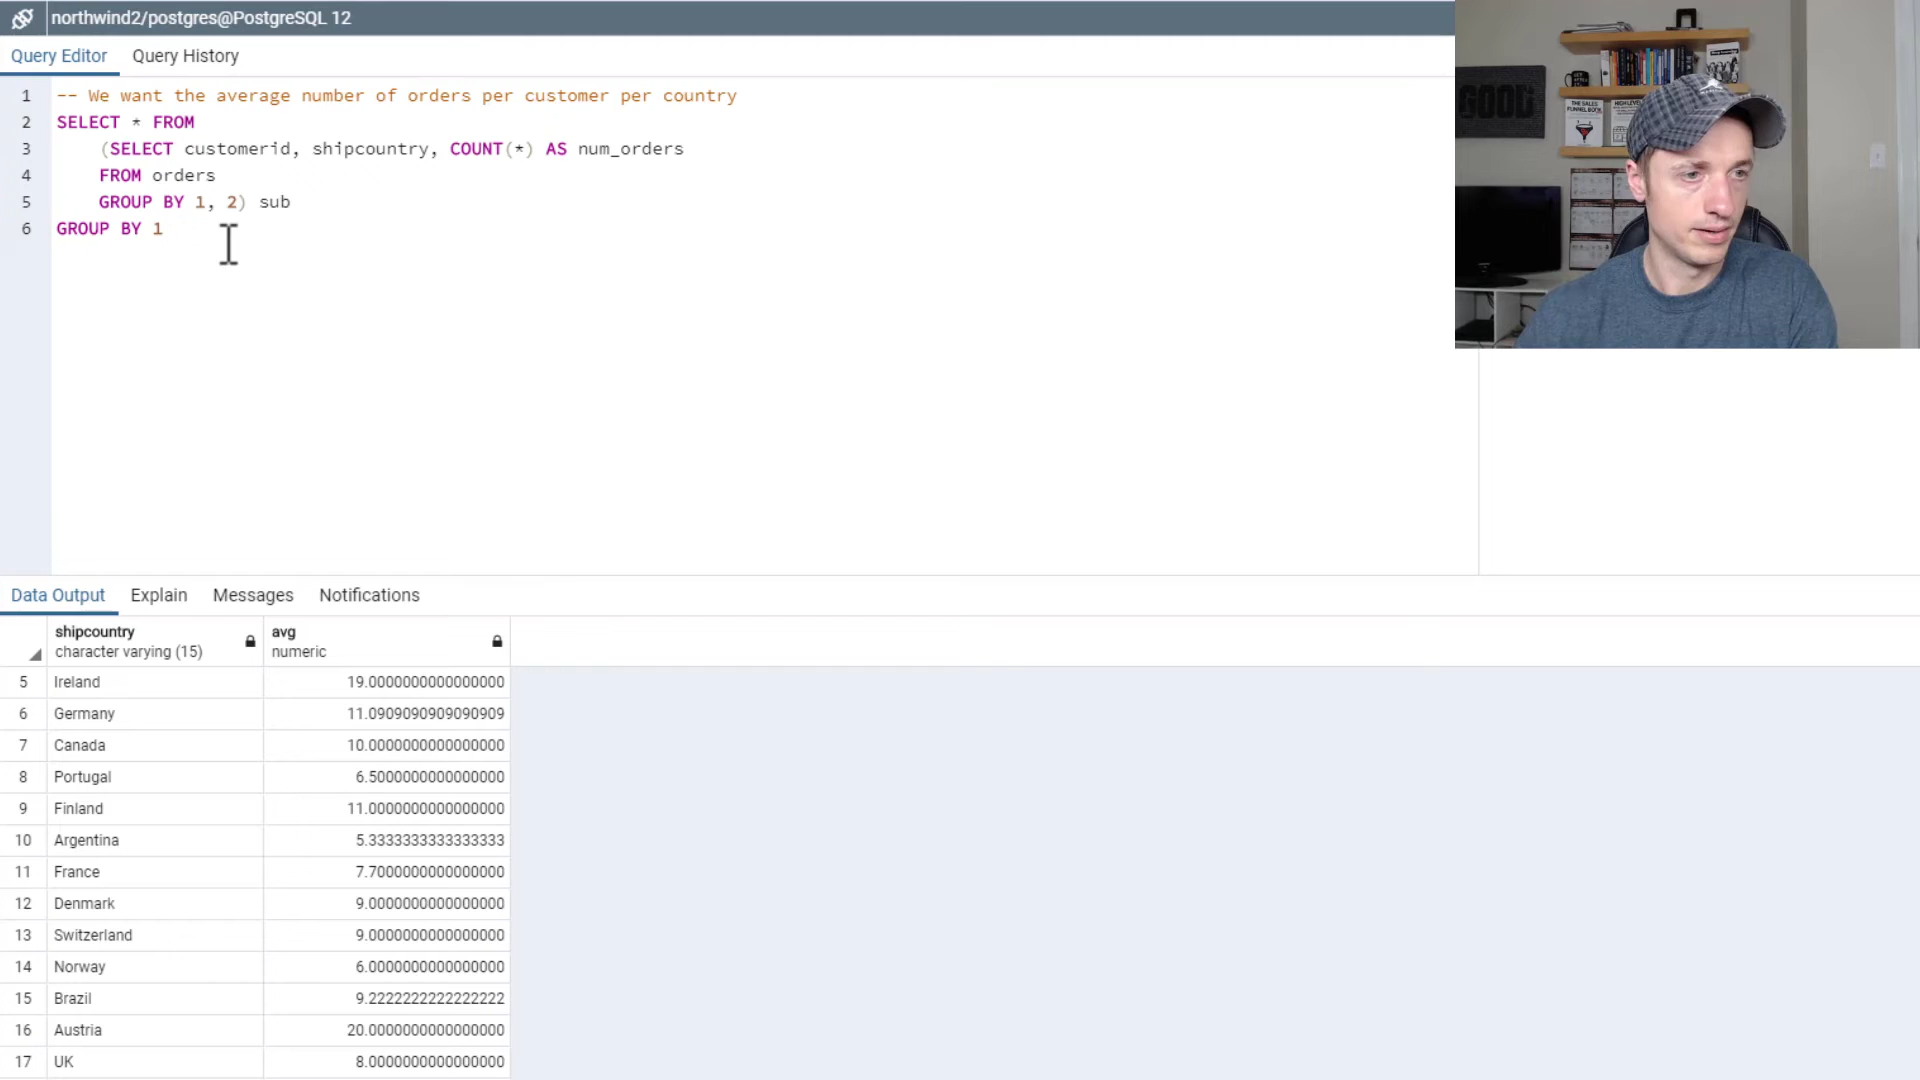 northwind2/postgres@PostgreSQL 12
Query Editor Query History
1 -- We want the average number of orders per customer per country
2 SELECT * FROM
3 (SELECT customerid, shipcountry, COUNT(*) AS num_orders
4 FROM orders
5 GROUP BY 1, 2) sub
6 GROUP BY 1
GOOD
THE SALES FUNNEL BOOK
Data Output Explain Messages Notifications
shipcountry avg
character varying (15) numeric
5 Ireland 19.0000000000000000
6 Germany 11.0909090909090909
7 Canada 10.0000000000000000
8 Portugal 6.5000000000000000
9 Finland 11.0000000000000000
10 Argentina 5.3333333333333333
11 France 7.7000000000000000
12 Denmark 9.0000000000000000
13 Switzerland 9.0000000000000000
14 Norway 6.0000000000000000
15 Brazil 9.2222222222222222
16 Austria 20.0000000000000000
17 UK 8.0000000000000000